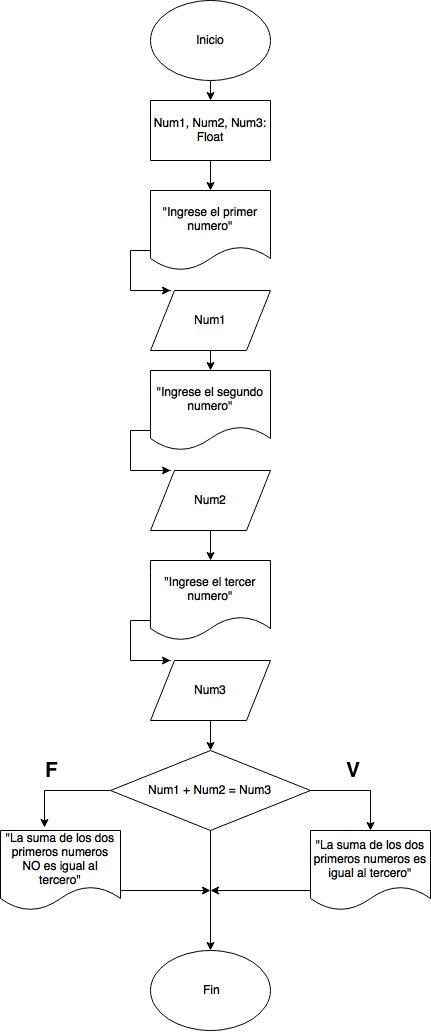 Inicio
Num1, Num2, Num3:
Float
"Ingrese el primer
numero"
Num1
"Ingrese el segundo
numero"
Num2
"Ingrese el tercer
numero"
Num3
F
V
Num1 + Num2 = Num3
"La suma de los dos
primeros numeros
NO es igual al
tercero"
"La suma de los dos
primeros numeros es
igual al tercero"
Fin